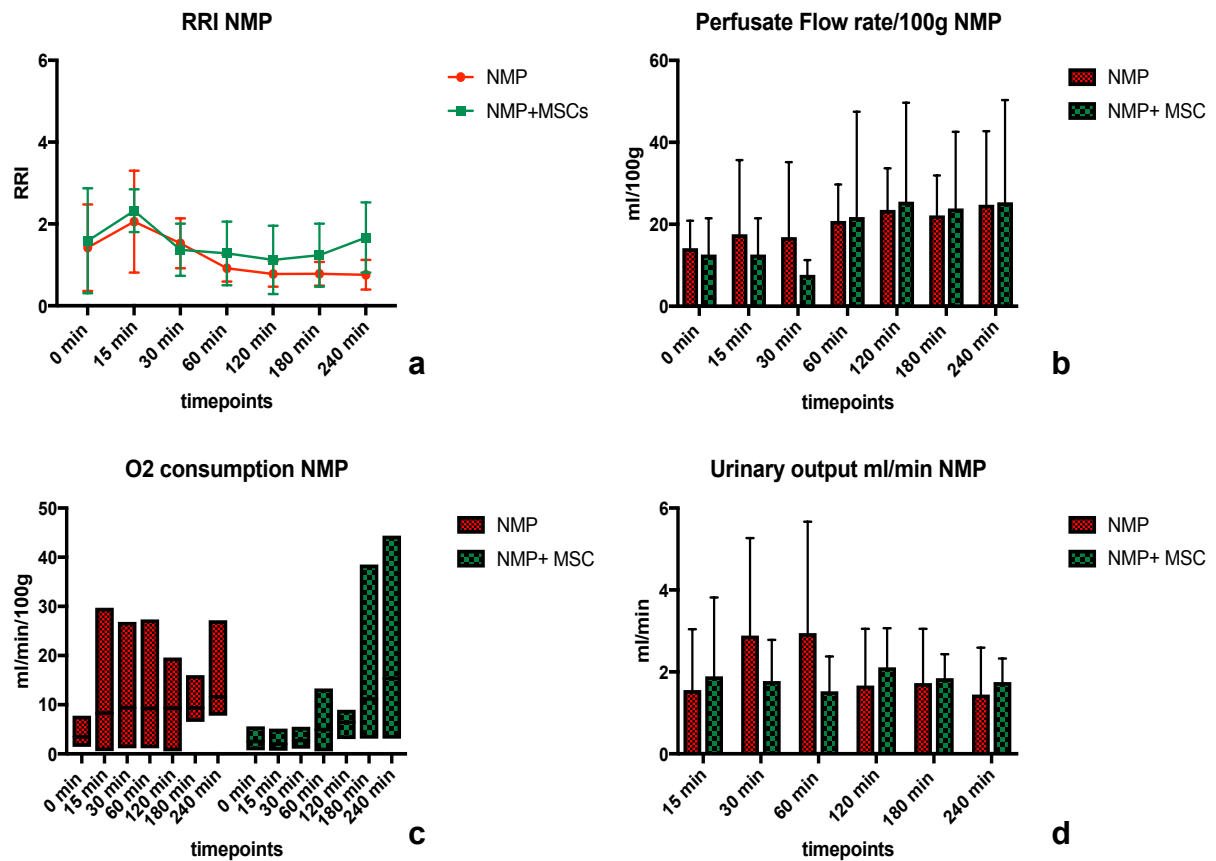 RRI NMP
6
4
2
0
RRI
0 min
15 min
30 min
60 min
120 min
180 min
240 min
timepoints
NMP
NMP+MSCs
a
Perfusate Flow rate/100g NMP
60
40
20
0
ml/100g
0 min
15 min
30 min
60 min
120 min
180 min
240 min
timepoints
NMP
NMP+ MSC
b
O2 consumption NMP
50
40
30
20
10
0
ml/min/100g
0 min
15 min
30 min
60 min
120 min
180 min
240 min
0 min
15 min
30 min
60 min
120 min
180 min
240 min
timepoints
NMP
NMP+ MSC
c
Urinary output ml/min NMP
6
4
2
0
ml/min
15 min
30 min
60 min
120 min
180 min
240 min
timepoints
NMP
NMP+ MSC
d